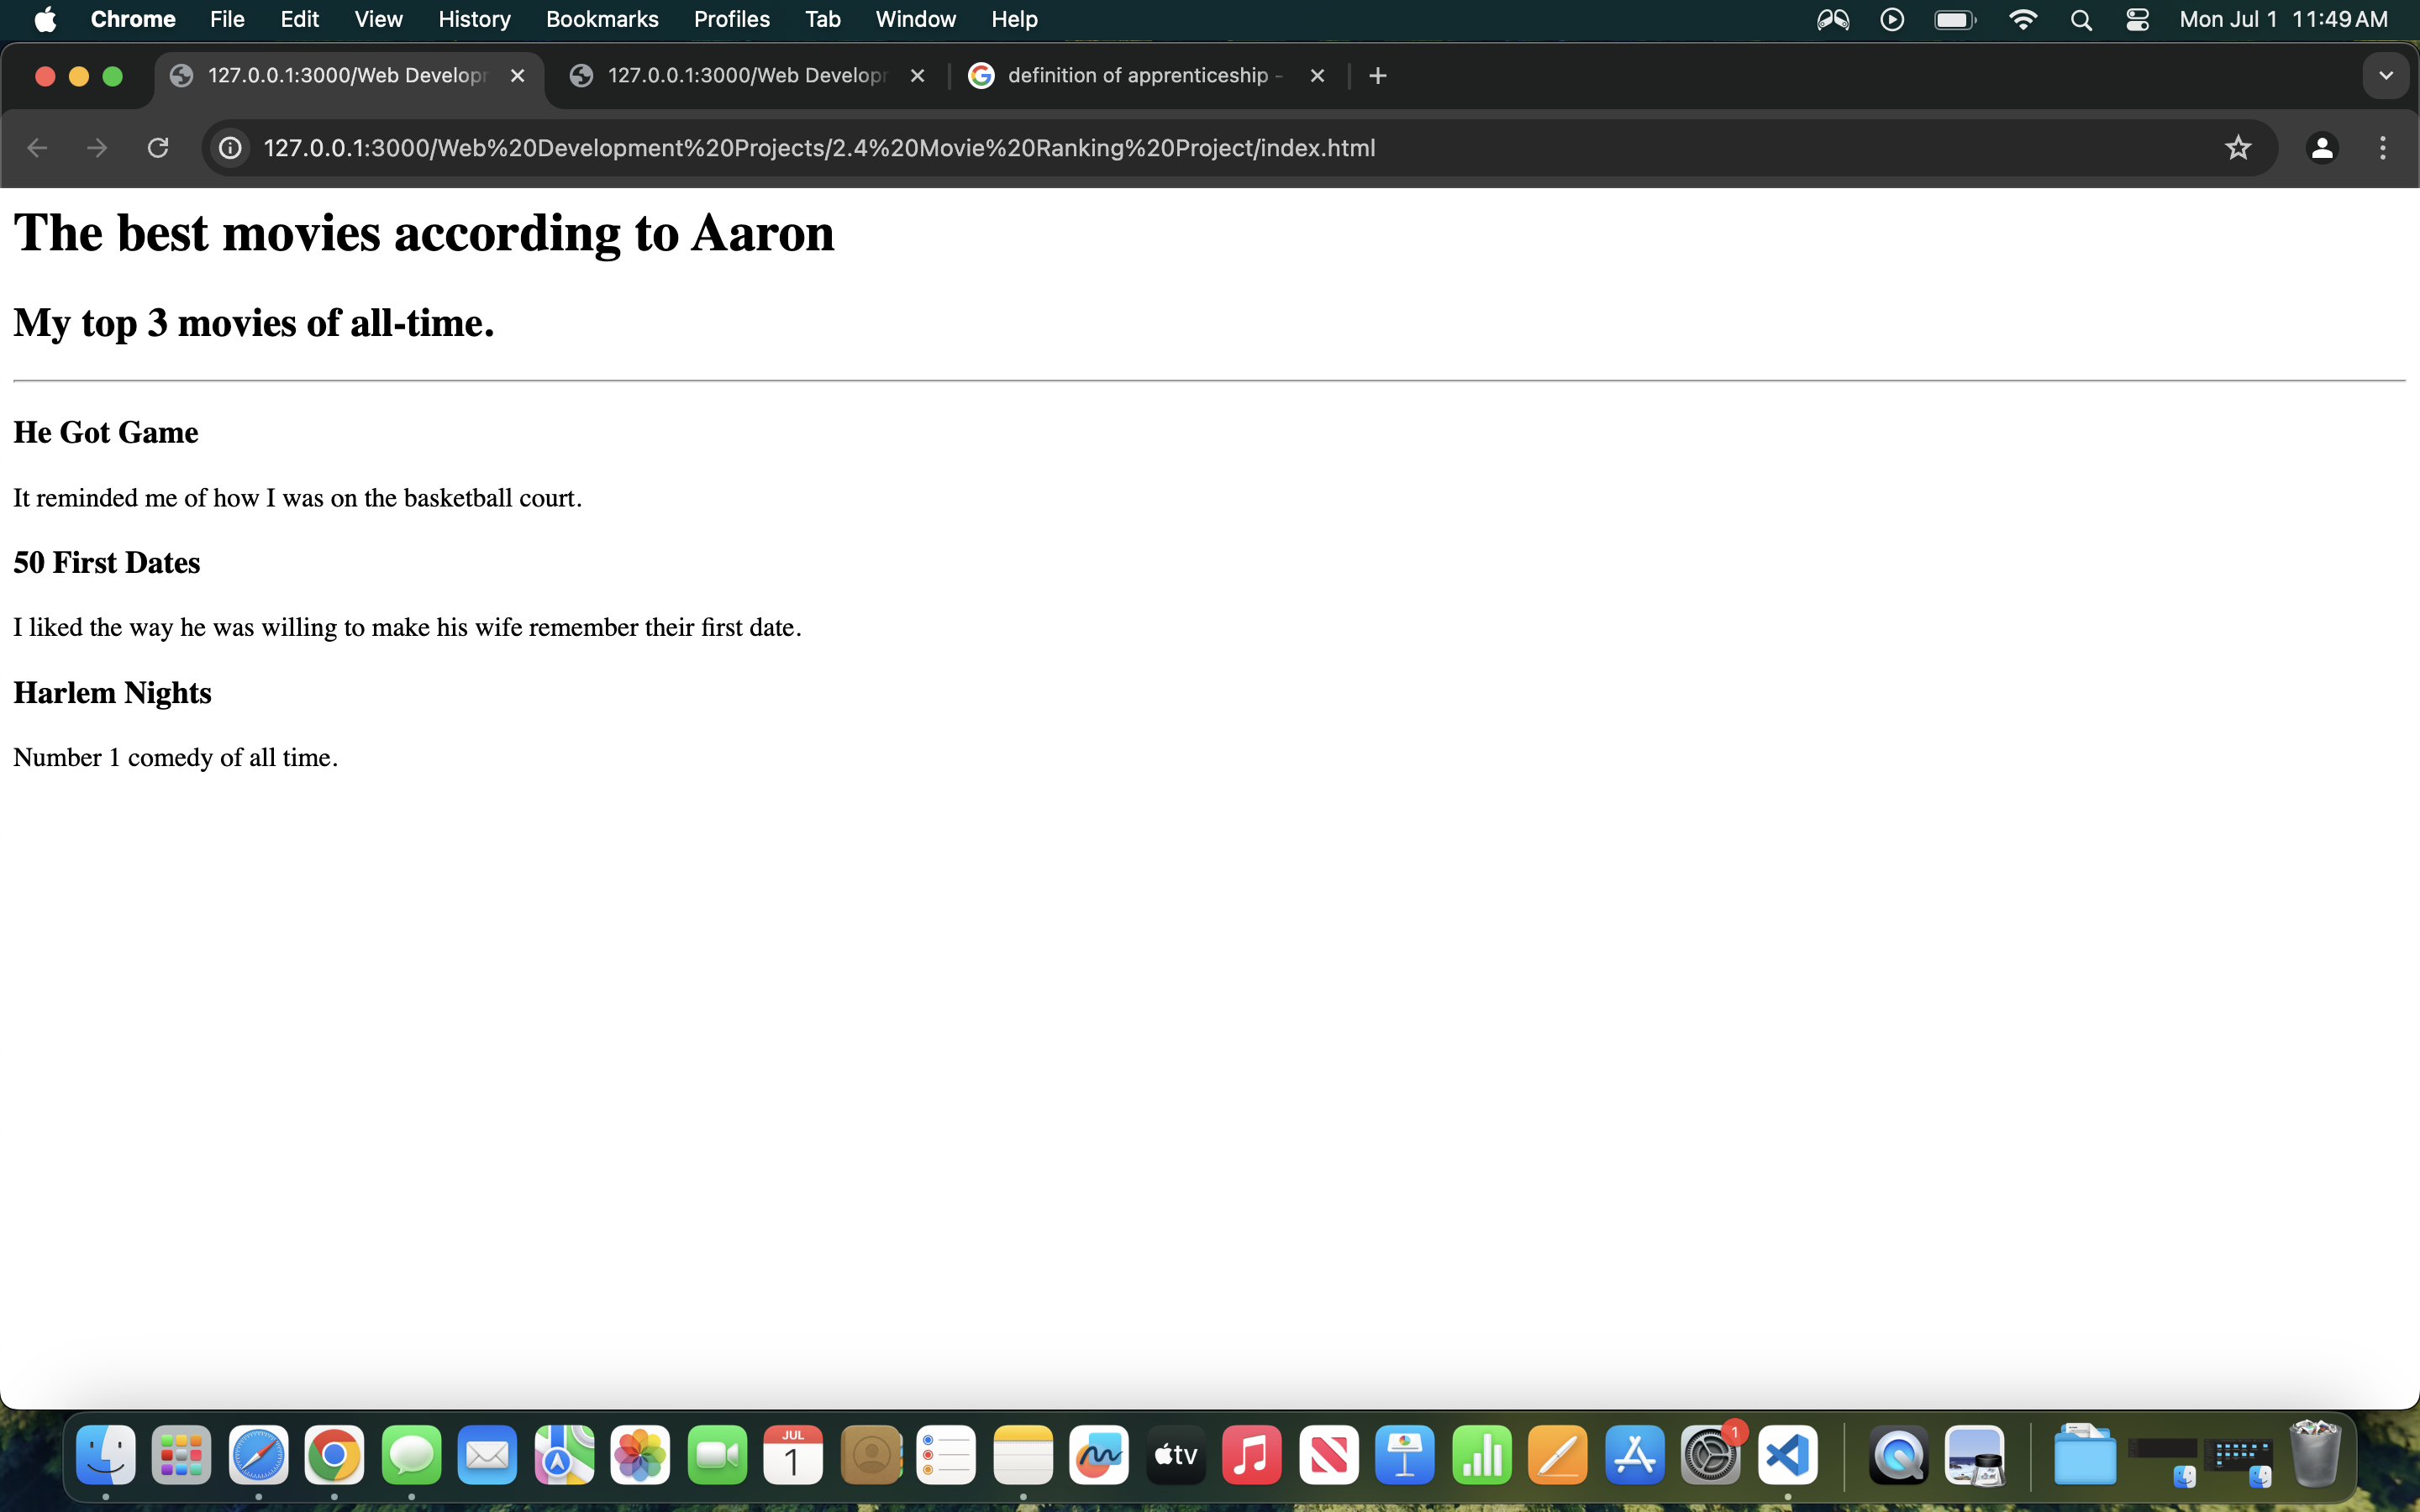 Chrome File Edit View History Bookmarks Profiles Tab Window Help Mon Jul 1 11:49 AM
127.0.0.1:3000/Web Develop 127.0.0.1:3000/Web Develop definition of apprenticeship -
127.0.0.1:3000/Web%20Development%20Projects/2.4%20Movie%20Ranking%20Project/index.html
The best movies according to Aaron
My top 3 movies of all-time.
He Got Game
It reminded me of how I was on the basketball court.
50 First Dates
I liked the way he was willing to make his wife remember their first date.
Harlem Nights
Number 1 comedy of all time.
JUL 1
tv
1